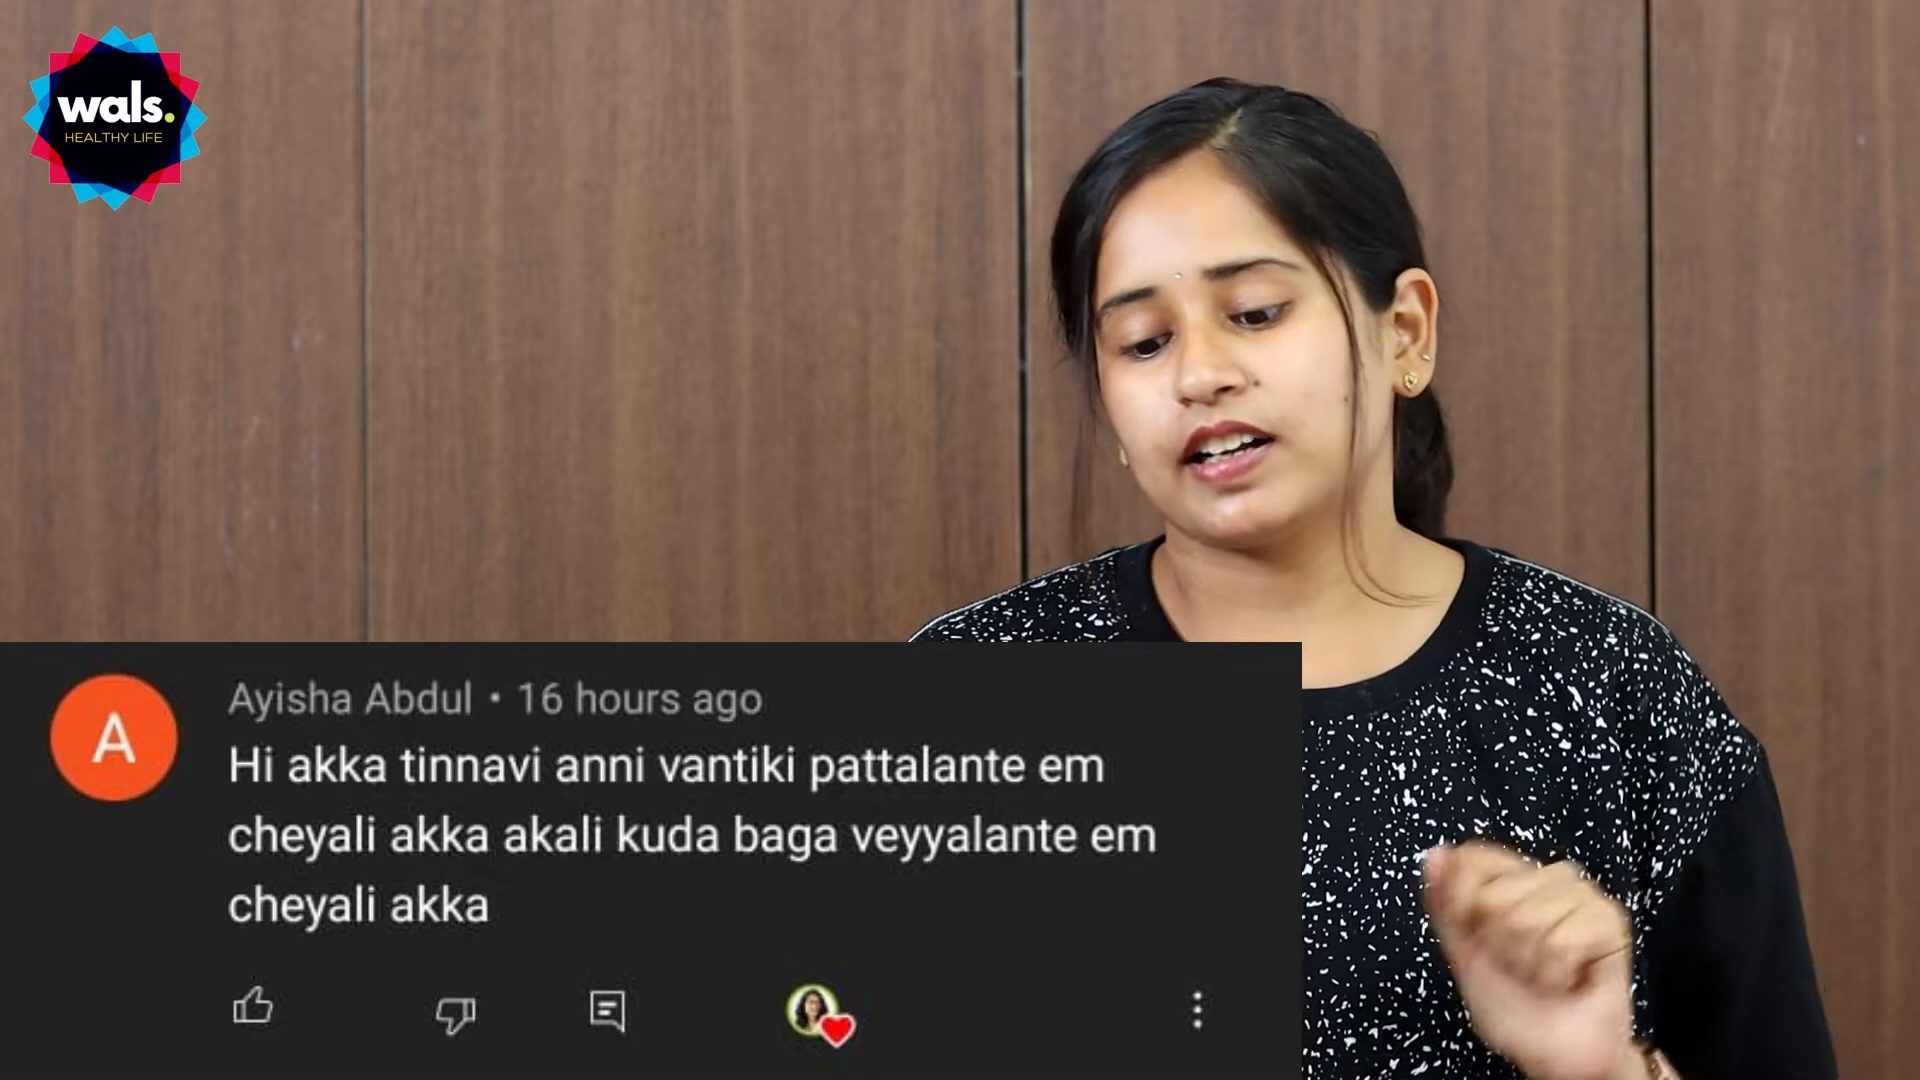 wals.
HEALTHY LIFE
A
Ayisha Abdul • 16 hours ago
Hi akka tinnavi anni vantiki pattalante em
cheyali akka akali kuda baga veyyalante em
cheyali akka